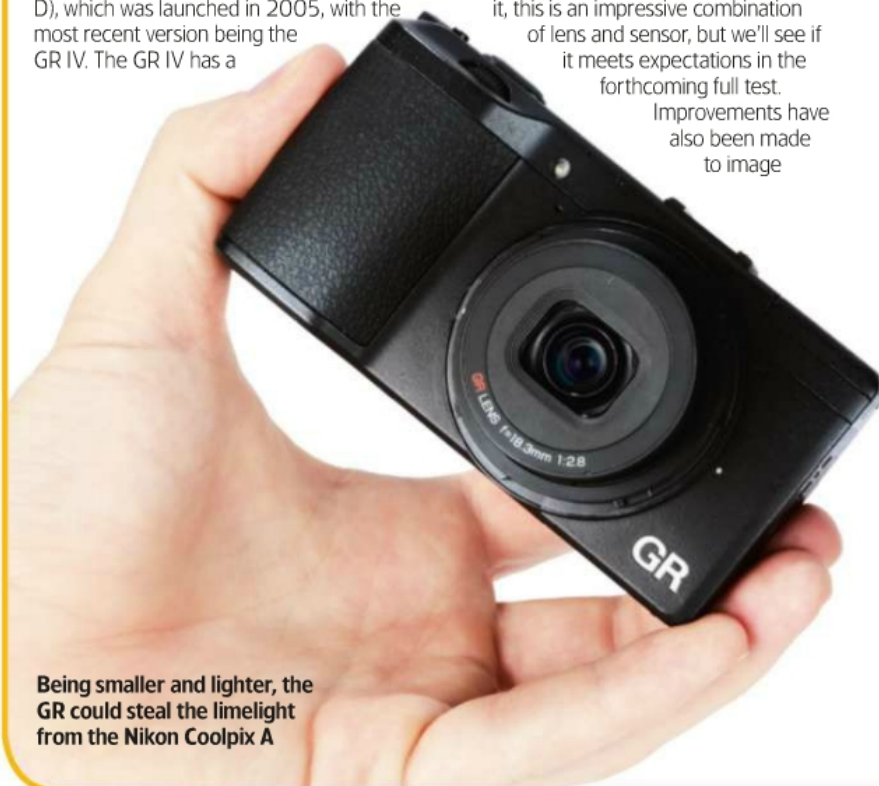 D), which was launched in 2005, with the
most recent version being the
GR IV. The GR IV has a
it, this is an impressive combination
of lens and sensor, but we'll see if
it meets expectations in the
forthcoming full test.
Improvements have
also been made
to image
GR LENS f=18.3mm 1:2.8
GR
Being smaller and lighter, the
GR could steal the limelight
from the Nikon Coolpix A